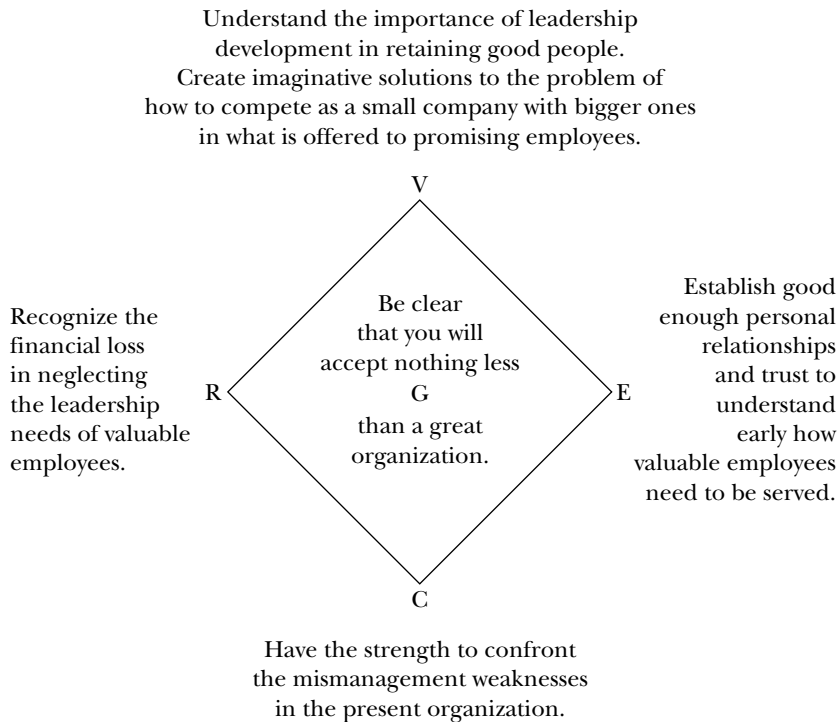 Understand the importance of leadership
development in retaining good people.
Create imaginative solutions to the problem of
how to compete as a small company with bigger ones
in what is offered to promising employees.
V
Recognize the
financial loss
in neglecting
the leadership
needs of valuable
employees.
R
Be clear
that you will
accept nothing less
G
than a great
organization.
E
Establish good
enough personal
relationships
and trust to
understand
early how
valuable employees
need to be served.
C
Have the strength to confront
the mismanagement weaknesses
in the present organization.